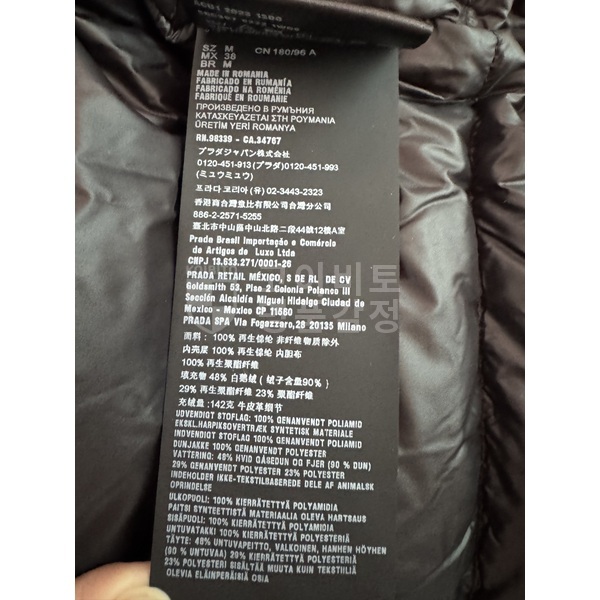 SZ M CN 180/96 A
MX 38
BR M
MADE IN ROMANIA
FABRICADO EN RUMANÍA
FABRICADO NA ROMÉNIA
FABRIQUÉ EN ROUMANIE
ПРОИЗВЕДЕНО В РУМЪНИЯ
ΚΑΤΑΣΚΕΥΑΖΕΤΑΙ ΣΤΗ ΡΟΥΜΑΝΙΑ
ÜRETİM YERİ ROMANYA
RN.98339 - CA.34767
プラダジャパン株式会社
0120-451-913(プラダ) 0120-451-993
(ミュウミュウ)
프라다 코리아(유) 02-3443-2323
香港商台灣普拉達有限公司台灣分公司
886-2-2571-5255
臺北市中山區中山北路二段44號12樓A室
Prada Brasil Importação e Comércio
de Artigos de Luxo Ltda
CNPJ 13.633.271/0001-26
PRADA RETAIL MÉXICO, S DE RL DE CV
Goldsmith 53, Piso 2 Colonia Polanco III
Sección Alcaldía Miguel Hidalgo Ciudad de
Mexico - Mexico CP 11560
PRADA SPA Via Fogazzaro,28 20135 Milano
面料: 100% 再生锦纶 非纤维物质除外
内亮层 100% 再生锦纶 内胆布
100% 再生聚酯纤维
填充物 48% 白鹅绒 (绒子含量90% )
29% 再生聚酯纤维 23% 聚酯纤维
充绒量: 142克 牛皮革细节
UDVENDIGT STOFLAG: 100% GENANVENDT POLIAMID
EKSKL.HARPIKSOVERTRÆK SYNTETISK MATERIALE
INDVENDIGT STOFLAG: 100% GENANVENDT POLIAMID
DUNJAKKE 100% GENANVENDT POLYESTER
VATTERING: 48% HVID GÅSEDUN OG FJER (90 % DUN)
29% GENANVENDT POLYESTER 23% POLYESTER
INDEHOLDER IKKE-TEKSTILBASEREDE DELE AF ANIMALSK
OPRINDELSE
ULKOPUOLI: 100% KIERRÄTETTYÄ POLYAMIDIA
PAITSI SYNTEETTISTÄ MATERIAALIA OLEVA HARTSAUS
SISÄPUOLI: 100% KIERRÄTETTYÄ POLYAMIDIA
UNTUVATAKKI 100% KIERRÄTETTYÄ POLYESTERIÄ
TÄYTE: 48% UNTUVAPEITTO, VALKOINEN, HANHEN HÖYHEN
(90 % UNTUVAA) 29% KIERRÄTETTYÄ POLYESTERIÄ
23% POLYESTERI SISÄLTÄÄ MUUTA KUIN TEKSTIILIÄ
OLEVIA ELÄINPERÄISIÄ OSIA